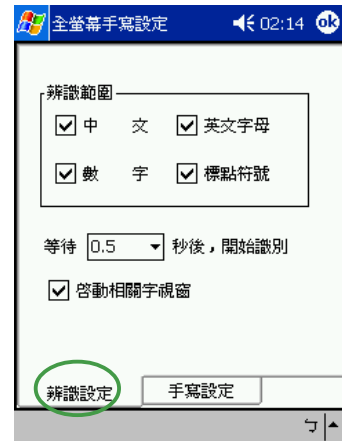 全螢幕手寫設定 02:14 ok
辨識範圍
中 文 英文字母
數 字 標點符號
等待 0.5 秒後，開始識別
啓動相關字視窗
辨識設定 手寫設定
ㄅ